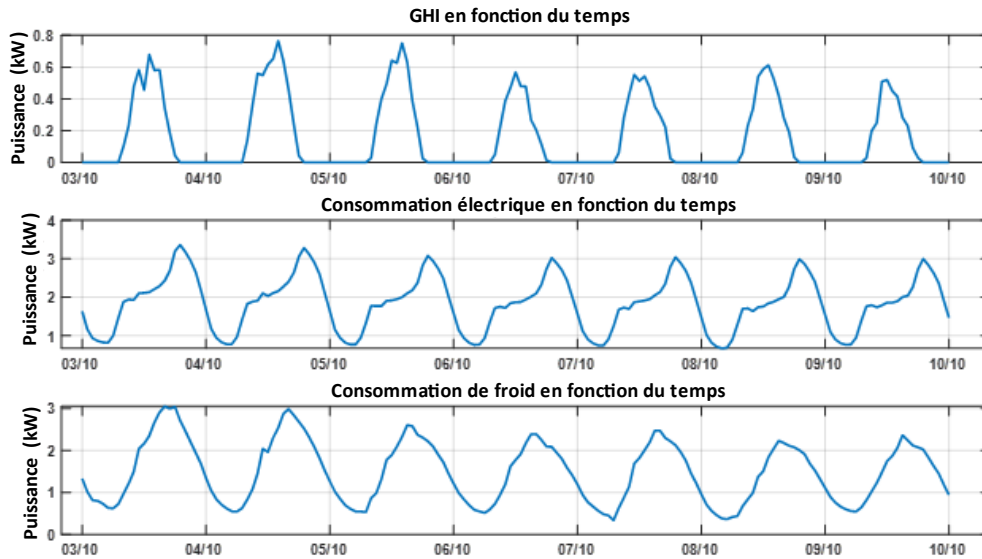 GHI en fonction du temps
Puissance (kW)
0.8
0.6
0.4
0.2
0
03/10 04/10 05/10 06/10 07/10 08/10 09/10 10/10
Consommation électrique en fonction du temps
Puissance (kW)
4
3
2
1
03/10 04/10 05/10 06/10 07/10 08/10 09/10 10/10
Consommation de froid en fonction du temps
Puissance (kW)
3
2
1
0
03/10 04/10 05/10 06/10 07/10 08/10 09/10 10/10